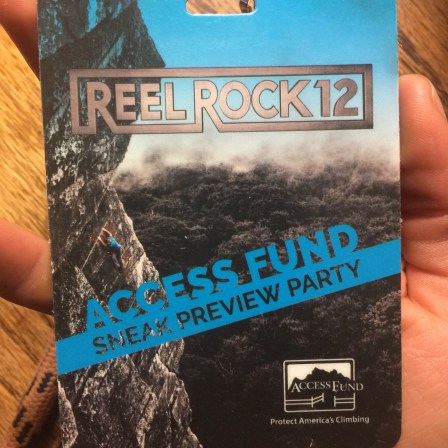 REEL ROCK 12
ACCESS FUND
SNEAK PREVIEW PARTY
ACCESS FUND
Protect America's Climbing